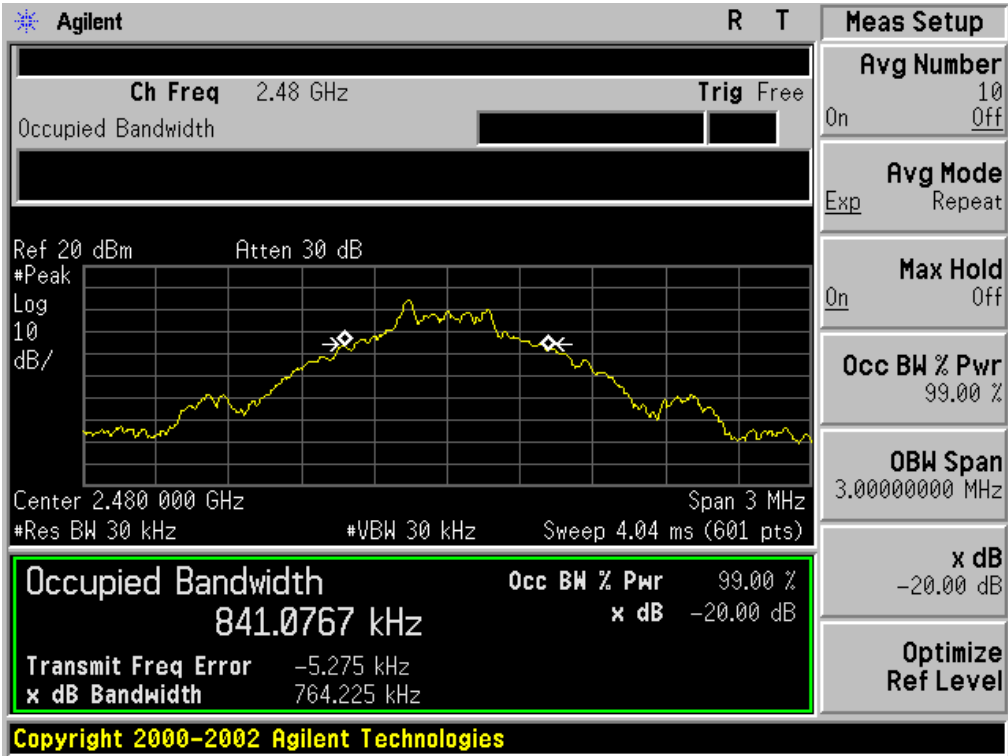 Agilent R T
Ch Freq 2.48 GHz Trig Free
Occupied Bandwidth
Ref 20 dBm Atten 30 dB
#Peak
Log
10
dB/
Center 2.480 000 GHz Span 3 MHz
#Res BW 30 kHz #VBW 30 kHz Sweep 4.04 ms (601 pts)
Occupied Bandwidth Occ BW % Pwr 99.00 %
841.0767 kHz x dB -20.00 dB
Transmit Freq Error -5.275 kHz
x dB Bandwidth 764.225 kHz
Copyright 2000-2002 Agilent Technologies
Meas Setup
Avg Number
10
On Off
Avg Mode
Exp Repeat
Max Hold
On Off
Occ BW % Pwr
99.00 %
OBW Span
3.00000000 MHz
x dB
-20.00 dB
Optimize
Ref Level